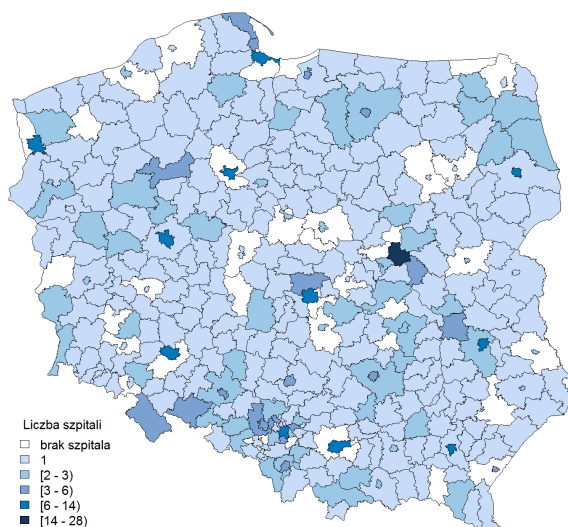 Liczba szpitali
brak szpitala
1
[2 - 3)
[3 - 6)
[6 - 14)
[14 - 28)